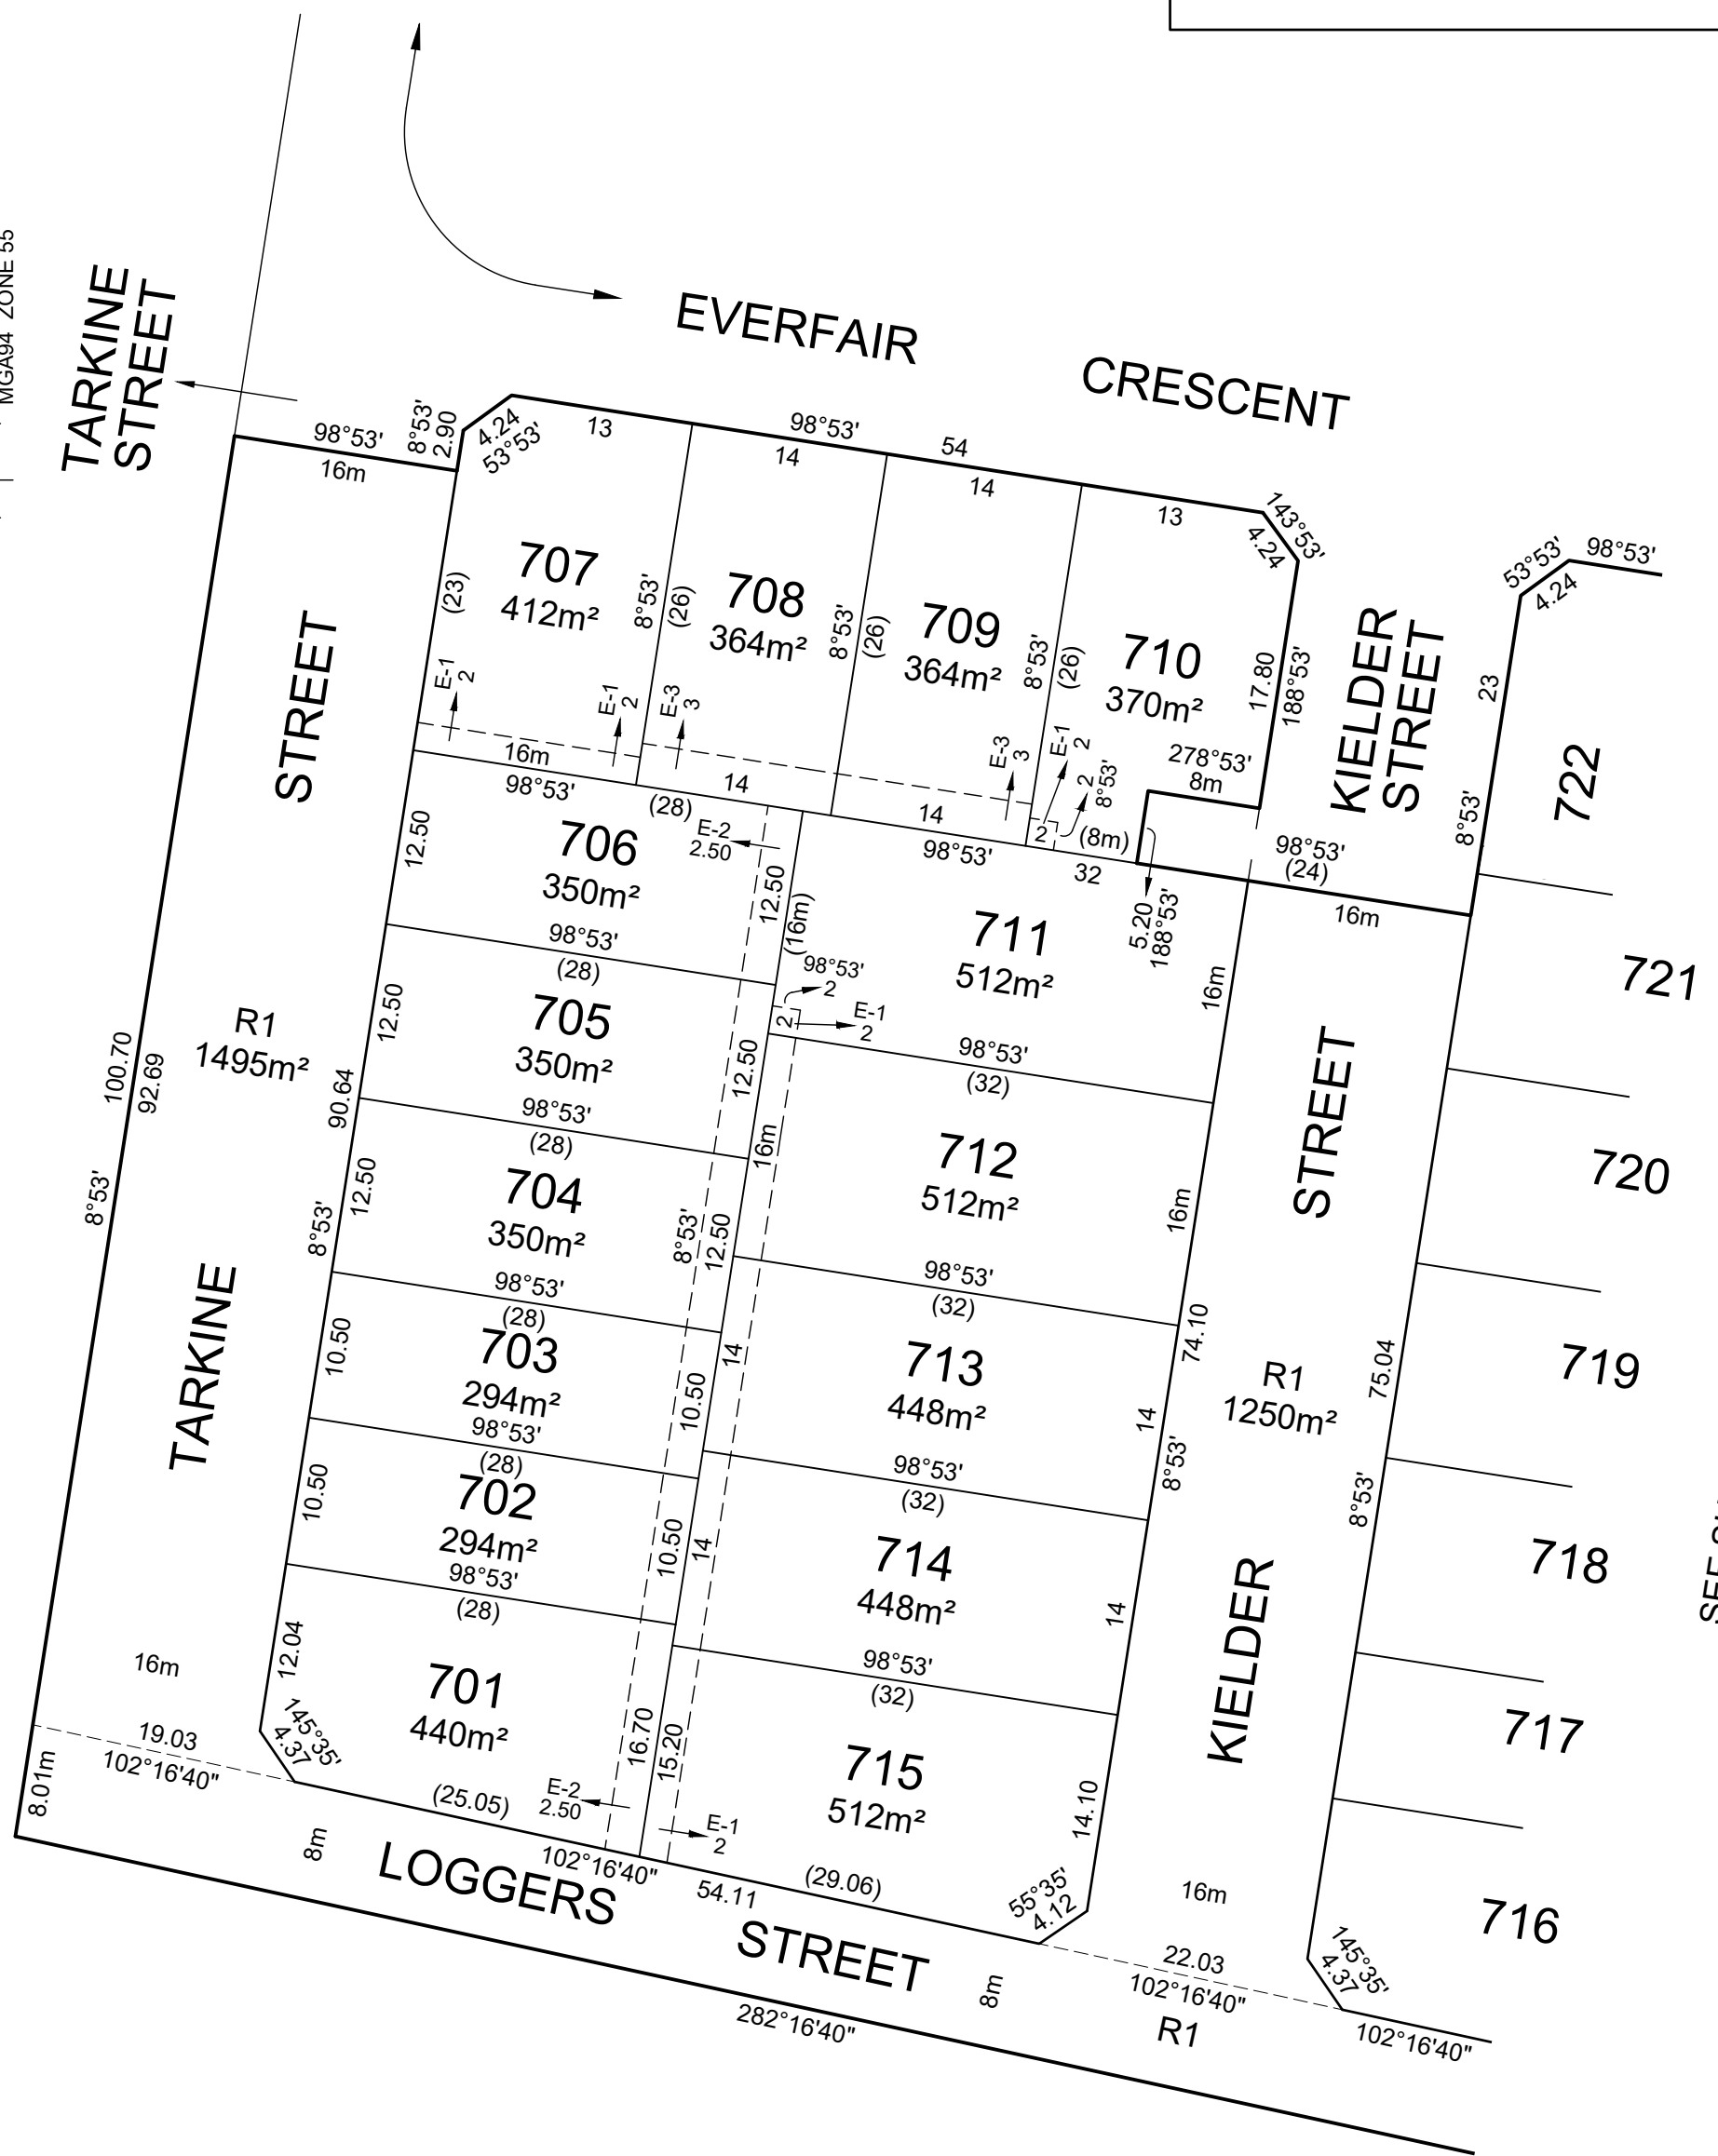 MGA94 ZONE 55
TARKINE
STREET
EVERFAIR
CRESCENT
98°53'
16m
8°53'
2.90
4.24
53°53'
13
98°53'
54
14
14
13
143°53'
4.24
53°53'
4.24
98°53'
707
412m²
(23)
8°53'
(26)
708
364m²
8°53'
(26)
709
364m²
8°53'
(26)
710
370m²
17.80
188°53'
KIELDER
STREET
23
8°53'
722
E-1
2
E-1
2
E-3
3
E-3
3
E-1
2
2
8°53'
278°53'
8m
16m
98°53'
(28)
14
14
98°53'
2
(8m)
32
98°53'
(24)
16m
5.20
188°53'
STREET
12.50
706
350m²
E-2
2.50
12.50
(16m)
711
512m²
16m
721
98°53'
(28)
98°53'
2
2
E-1
2
R1
1495m²
12.50
705
350m²
12.50
98°53'
(32)
100.70
92.69
90.64
98°53'
(28)
16m
712
512m²
16m
STREET
720
8°53'
8°53'
12.50
704
350m²
8°53'
12.50
98°53'
(32)
98°53'
(28)
10.50
703
294m²
14
10.50
713
448m²
74.10
14
8°53'
R1
1250m²
75.04
8°53'
719
TARKINE
98°53'
(28)
98°53'
(32)
10.50
702
294m²
10.50
14
714
448m²
14
718
98°53'
(28)
98°53'
(32)
12.04
701
440m²
16.70
15.20
715
512m²
14.10
KIELDER
717
16m
19.03
102°16'40"
8.01m
145°35'
4.37
(25.05)
E-2
2.50
E-1
2
8m
LOGGERS
102°16'40"
54.11
(29.06)
55°35'
4.12
16m
716
145°35'
4.37
STREET
8m
22.03
102°16'40"
R1
102°16'40"
282°16'40"